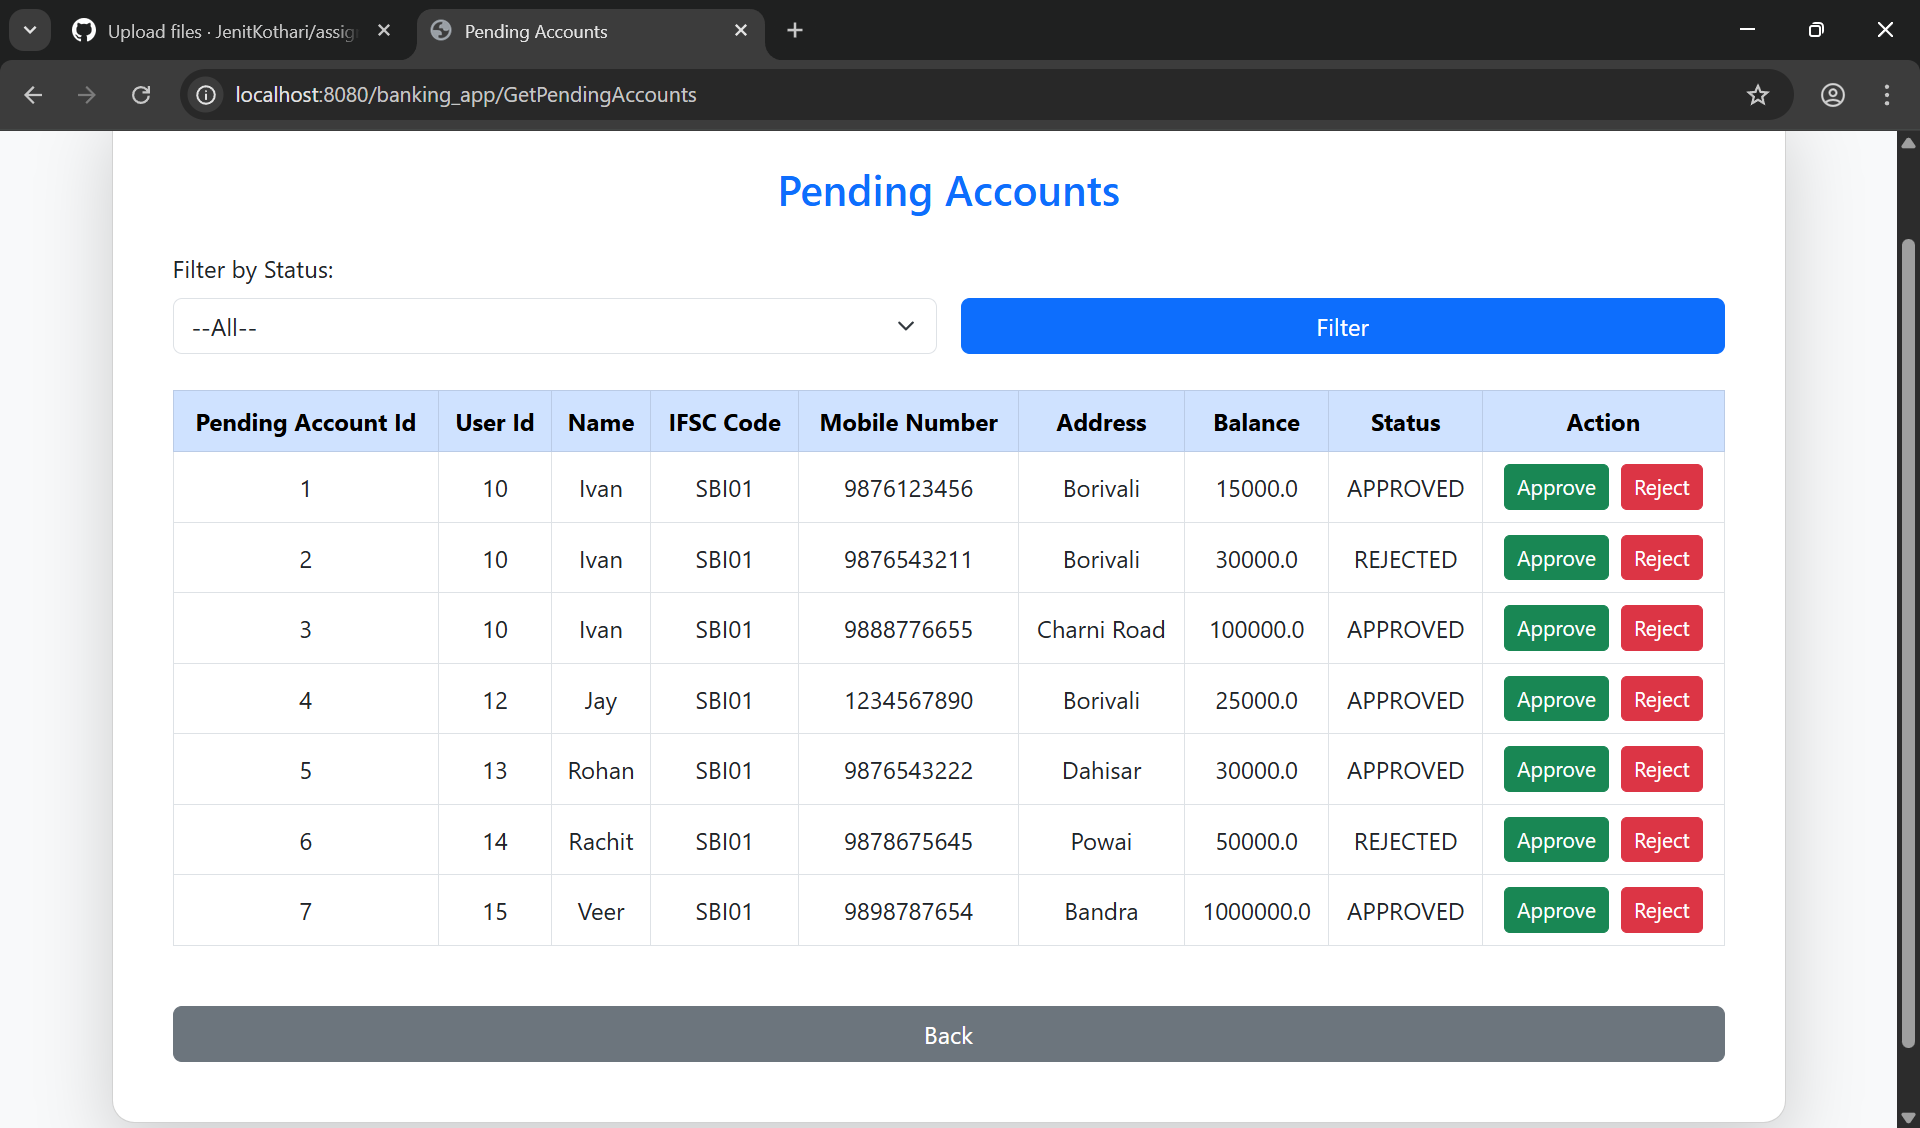 Upload files · JenitKothari/assig
Pending Accounts
localhost:8080/banking_app/GetPendingAccounts
Pending Accounts
Filter by Status:
--All-- Filter
Pending Account Id User Id Name IFSC Code Mobile Number Address Balance Status Action
1 10 Ivan SBI01 9876123456 Borivali 15000.0 APPROVED Approve Reject
2 10 Ivan SBI01 9876543211 Borivali 30000.0 REJECTED Approve Reject
3 10 Ivan SBI01 9888776655 Charni Road 100000.0 APPROVED Approve Reject
4 12 Jay SBI01 1234567890 Borivali 25000.0 APPROVED Approve Reject
5 13 Rohan SBI01 9876543222 Dahisar 30000.0 APPROVED Approve Reject
6 14 Rachit SBI01 9878675645 Powai 50000.0 REJECTED Approve Reject
7 15 Veer SBI01 9898787654 Bandra 1000000.0 APPROVED Approve Reject
Back